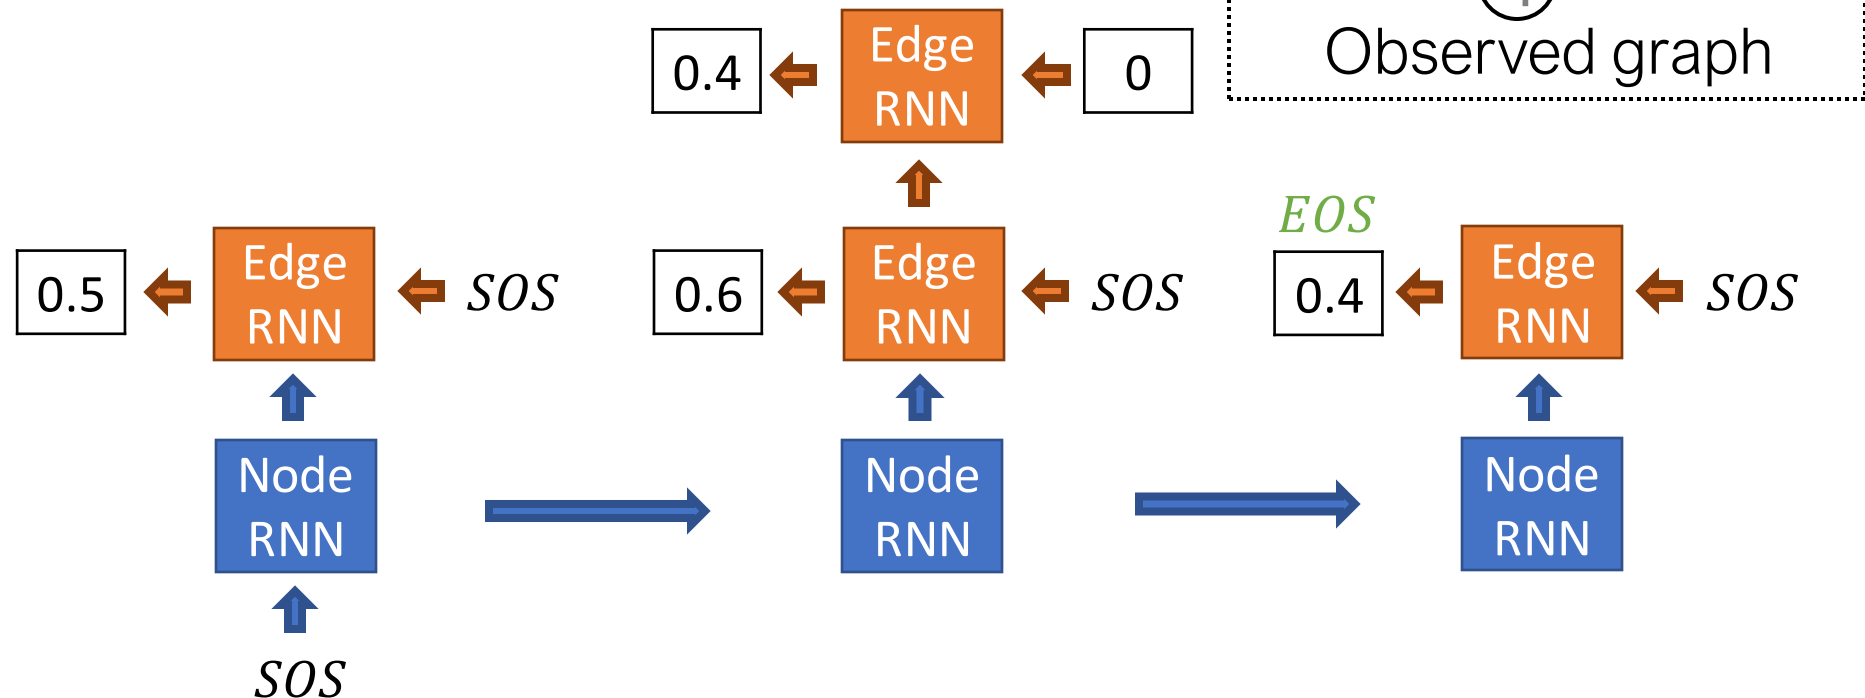 0.4
Edge
RNN
0
Observed graph
0.5
Edge
RNN
SOS
0.6
Edge
RNN
SOS
EOS
0.4
Edge
RNN
SOS
Node
RNN
Node
RNN
Node
RNN
SOS